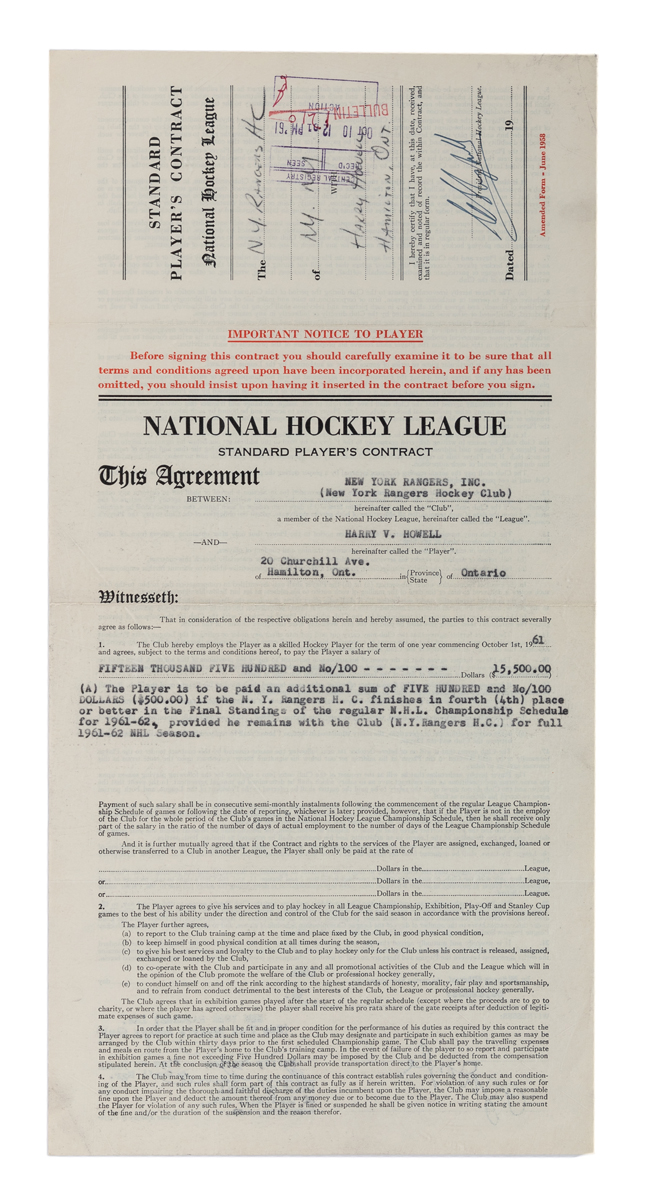 STANDARD
PLAYER'S CONTRACT
National Hockey League
The N.Y. RANGERS HC
of N.Y. NY
with
HARRY HOWELL
HAMILTON, ONT.
I hereby certify that I have, at this date, received,
examined and noted of record the within Contract, and
that it is in regular form.
Hockey League.
Dated 19
Amended Form - June 1958
BULLETIN
ACTION
OCT 10 12 PM '61
REC'D SEEN
CENTRAL REGISTRY
IMPORTANT NOTICE TO PLAYER
Before signing this contract you should carefully examine it to be sure that all
terms and conditions agreed upon have been incorporated herein, and if any has been
omitted, you should insist upon having it inserted in the contract before you sign.
NATIONAL HOCKEY LEAGUE
STANDARD PLAYER'S CONTRACT
This Agreement
NEW YORK RANGERS, INC.
BETWEEN: (New York Rangers Hockey Club)
hereinafter called the "Club",
a member of the National Hockey League, hereinafter called the "League".
—AND— HARRY V. HOWELL
hereinafter called the "Player".
20 Churchill Ave.
of Hamilton, Ont. in {Province State} of Ontario
Witnesseth:
That in consideration of the respective obligations herein and hereby assumed, the parties to this contract severally
agree as follows:—
1. The Club hereby employs the Player as a skilled Hockey Player for the term of one year commencing October 1st, 1961
and agrees, subject to the terms and conditions hereof, to pay the Player a salary of
FIFTEEN THOUSAND FIVE HUNDRED and No/100 - - - - - - - Dollars ($15,500.00)
(A) The Player is to be paid an additional sum of FIVE HUNDRED and No/100
DOLLARS ($500.00) if the N. Y. Rangers H. C. finishes in fourth (4th) place
or better in the Final Standings of the regular N.H.L. Championship Schedule
for 1961-62, provided he remains with the Club (N.Y.Rangers H.C.) for full
1961-62 NHL Season.
Payment of such salary shall be in consecutive semi-monthly instalments following the commencement of the regular League Champion-
ship Schedule of games or following the date of reporting, whichever is later; provided, however, that if the Player is not in the employ
of the Club for the whole period of the Club's games in the National Hockey League Championship Schedule, then he shall receive only
part of the salary in the ratio of the number of days of actual employment to the number of days of the League Championship Schedule
of games.
And it is further mutually agreed that if the Contract and rights to the services of the Player are assigned, exchanged, loaned or
otherwise transferred to a Club in another League, the Player shall only be paid at the rate of
Dollars in the League,
or Dollars in the League,
or Dollars in the League.
2. The Player agrees to give his services and to play hockey in all League Championship, Exhibition, Play-Off and Stanley Cup
games to the best of his ability under the direction and control of the Club for the said season in accordance with the provisions hereof.
The Player further agrees,
(a) to report to the Club training camp at the time and place fixed by the Club, in good physical condition,
(b) to keep himself in good physical condition at all times during the season,
(c) to give his best services and loyalty to the Club and to play hockey only for the Club unless his contract is released, assigned,
exchanged or loaned by the Club,
(d) to co-operate with the Club and participate in any and all promotional activities of the Club and the League which will in
the opinion of the Club promote the welfare of the Club or professional hockey generally,
(e) to conduct himself on and off the rink according to the highest standards of honesty, morality, fair play and sportsmanship,
and to refrain from conduct detrimental to the best interests of the Club, the League or professional hockey generally.
The Club agrees that in exhibition games played after the start of the regular schedule (except where the proceeds are to go to
charity, or where the player has agreed otherwise) the player shall receive his pro rata share of the gate receipts after deduction of legiti-
mate expenses of such game.
3. In order that the Player shall be fit and in proper condition for the performance of his duties as required by this contract the
Player agrees to report for practice at such time and place as the Club may designate and participate in such exhibition games as may be
arranged by the Club within thirty days prior to the first scheduled Championship game. The Club shall pay the travelling expenses
and meals en route from the Player's home to the Club's training camp. In the event of failure of the player to so report and participate
in exhibition games a fine not exceeding Five Hundred Dollars may be imposed by the Club and be deducted from the compensation
stipulated herein. At the conclusion of the season the Club shall provide transportation direct to the Player's home.
4. The Club may from time to time during the continuance of this contract establish rules governing the conduct and condition-
ing of the Player, and such rules shall form part of this contract as fully as if herein written. For violation of any such rules or for
any conduct impairing the thorough and faithful discharge of the duties incumbent upon the Player, the Club may impose a reasonable
fine upon the Player and deduct the amount thereof from any money due or to become due to the Player. The Club may also suspend
the Player for violation of any such rules. When the Player is fined or suspended he shall be given notice in writing stating the amount
of the fine and/or the duration of the suspension and the reason therefor.